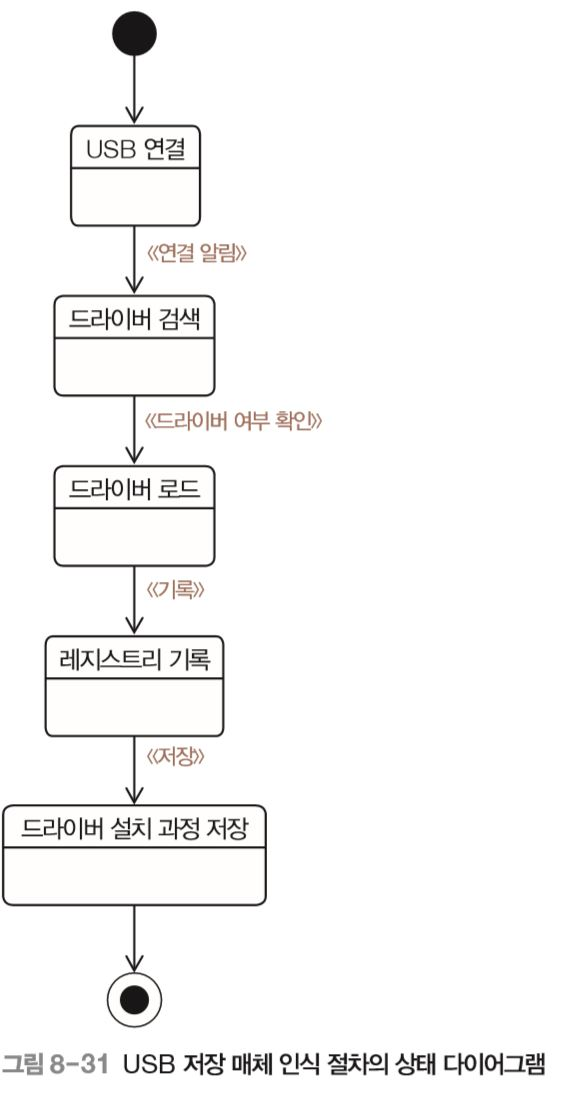 USB 연결
《연결 알림》
드라이버 검색
《드라이버 여부 확인》
드라이버 로드
《기록》
레지스트리 기록
《저장》
드라이버 설치 과정 저장
그림 8-31 USB 저장 매체 인식 절차의 상태 다이어그램